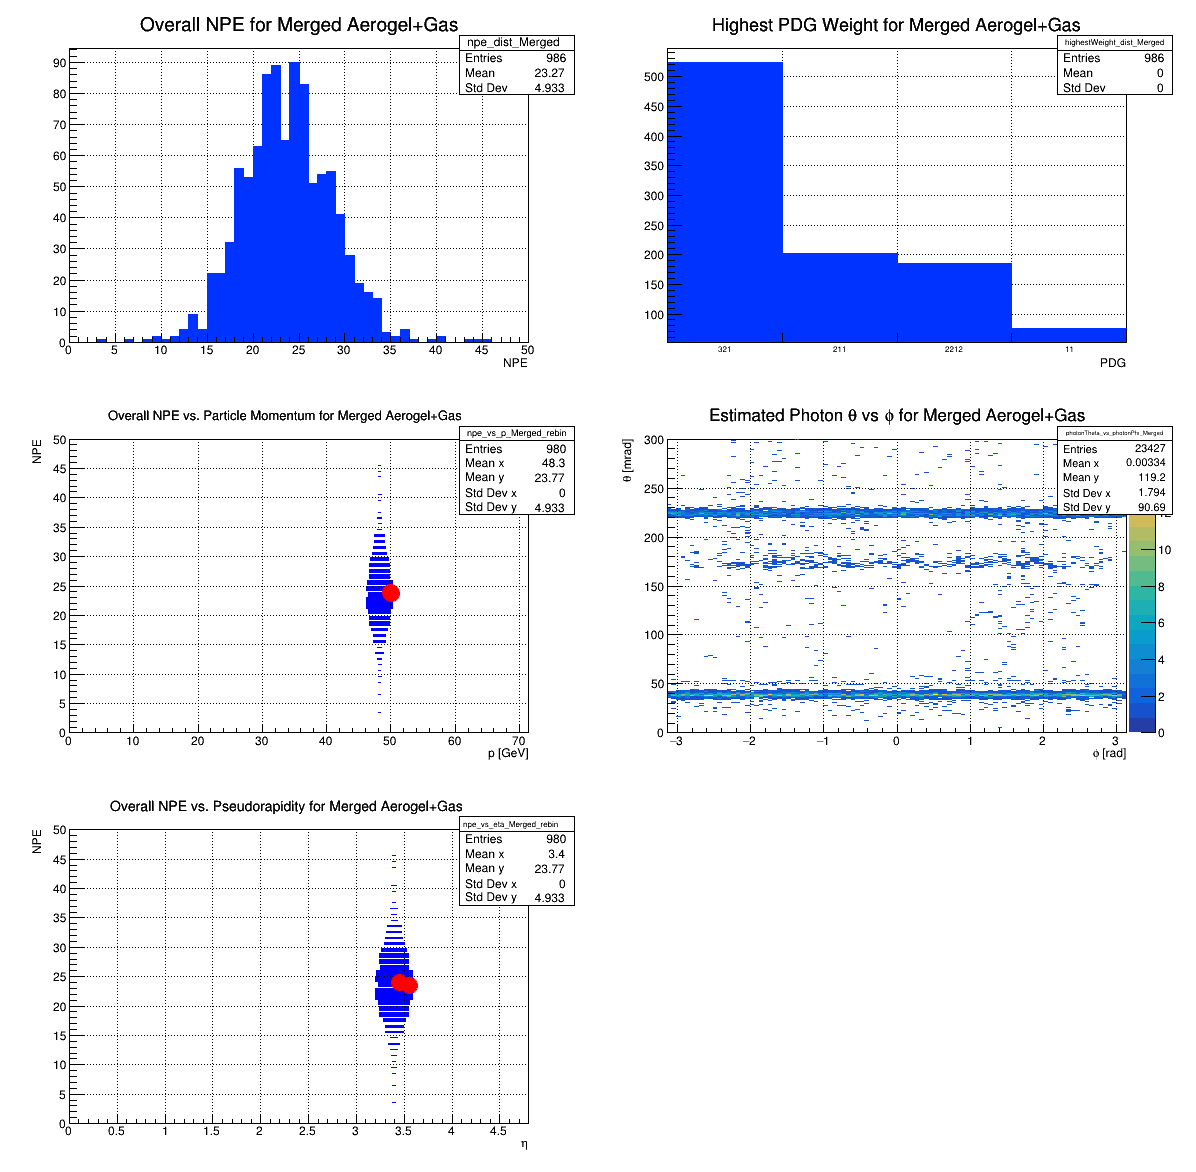 Overall NPE for Merged Aerogel+Gas
npe_dist_Merged
Entries 986
Mean 23.27
Std Dev 4.933
90
80
70
60
50
40
30
20
10
0
0 5 10 15 20 25 30 35 40 45 50
NPE
Highest PDG Weight for Merged Aerogel+Gas
highestWeight_dist_Merged
Entries 986
Mean 0
Std Dev 0
500
450
400
350
300
250
200
150
100
321 211 2212 11
PDG
Overall NPE vs. Particle Momentum for Merged Aerogel+Gas
npe_vs_p_Merged_rebin
Entries 980
Mean x 48.3
Mean y 23.77
Std Dev x 0
Std Dev y 4.933
NPE
50
45
40
35
30
25
20
15
10
5
0
0 10 20 30 40 50 60 70
p [GeV]
Estimated Photon θ vs ϕ for Merged Aerogel+Gas
photonTheta_vs_photonPhi_Merged
Entries 23427
Mean x 0.00334
Mean y 119.2
Std Dev x 1.794
Std Dev y 90.69
θ [mrad]
300
250
200
150
100
50
0
−3 −2 −1 0 1 2 3
ϕ [rad]
12
10
8
6
4
2
0
Overall NPE vs. Pseudorapidity for Merged Aerogel+Gas
npe_vs_eta_Merged_rebin
Entries 980
Mean x 3.4
Mean y 23.77
Std Dev x 0
Std Dev y 4.933
NPE
50
45
40
35
30
25
20
15
10
5
0
0 0.5 1 1.5 2 2.5 3 3.5 4 4.5
η